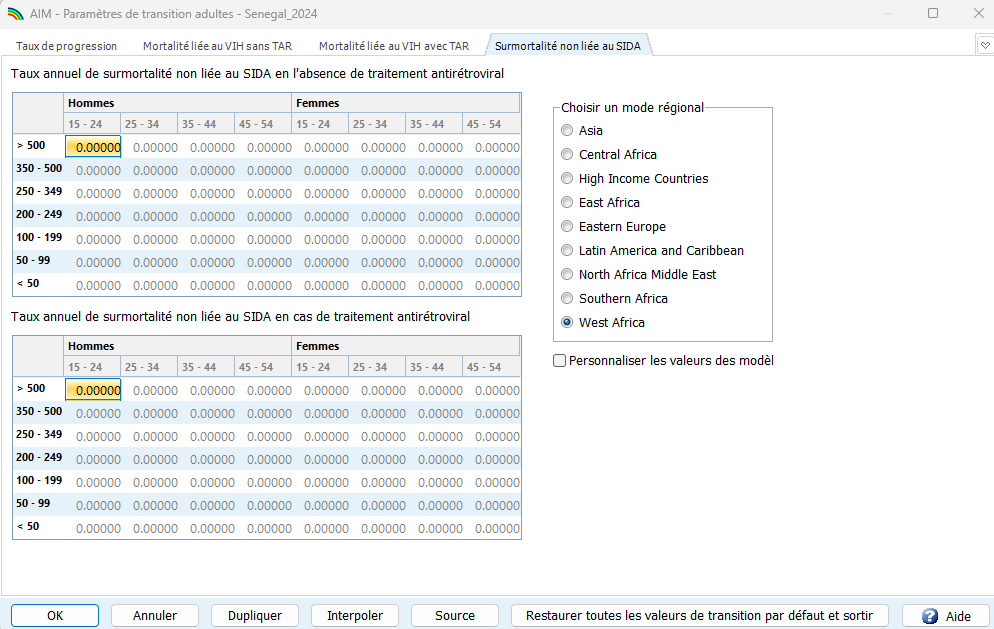 AIM - Paramètres de transition adultes - Senegal_2024
Taux de progression Mortalité liée au VIH sans TAR Mortalité liée au VIH avec TAR Surmortalité non liée au SIDA
Taux annuel de surmortalité non liée au SIDA en l'absence de traitement antirétroviral
Hommes Femmes
15 - 24 25 - 34 35 - 44 45 - 54 15 - 24 25 - 34 35 - 44 45 - 54
> 500 0.00000 0.00000 0.00000 0.00000 0.00000 0.00000 0.00000 0.00000
350 - 500 0.00000 0.00000 0.00000 0.00000 0.00000 0.00000 0.00000 0.00000
250 - 349 0.00000 0.00000 0.00000 0.00000 0.00000 0.00000 0.00000 0.00000
200 - 249 0.00000 0.00000 0.00000 0.00000 0.00000 0.00000 0.00000 0.00000
100 - 199 0.00000 0.00000 0.00000 0.00000 0.00000 0.00000 0.00000 0.00000
50 - 99 0.00000 0.00000 0.00000 0.00000 0.00000 0.00000 0.00000 0.00000
< 50 0.00000 0.00000 0.00000 0.00000 0.00000 0.00000 0.00000 0.00000
Taux annuel de surmortalité non liée au SIDA en cas de traitement antirétroviral
Hommes Femmes
15 - 24 25 - 34 35 - 44 45 - 54 15 - 24 25 - 34 35 - 44 45 - 54
> 500 0.00000 0.00000 0.00000 0.00000 0.00000 0.00000 0.00000 0.00000
350 - 500 0.00000 0.00000 0.00000 0.00000 0.00000 0.00000 0.00000 0.00000
250 - 349 0.00000 0.00000 0.00000 0.00000 0.00000 0.00000 0.00000 0.00000
200 - 249 0.00000 0.00000 0.00000 0.00000 0.00000 0.00000 0.00000 0.00000
100 - 199 0.00000 0.00000 0.00000 0.00000 0.00000 0.00000 0.00000 0.00000
50 - 99 0.00000 0.00000 0.00000 0.00000 0.00000 0.00000 0.00000 0.00000
< 50 0.00000 0.00000 0.00000 0.00000 0.00000 0.00000 0.00000 0.00000
Choisir un mode régional
Asia
Central Africa
High Income Countries
East Africa
Eastern Europe
Latin America and Caribbean
North Africa Middle East
Southern Africa
West Africa
Personnaliser les valeurs des modèl
OK Annuler Dupliquer Interpoler Source Restaurer toutes les valeurs de transition par défaut et sortir Aide